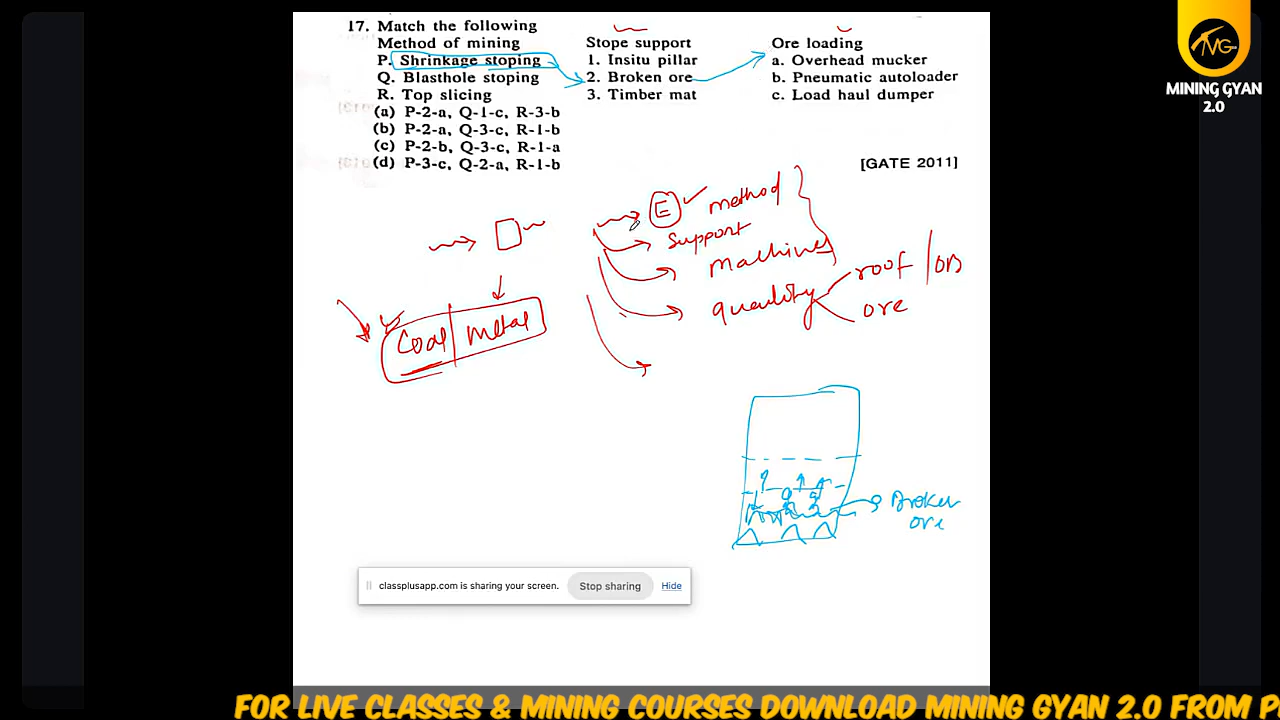 17. Match the following
Method of mining Stope support Ore loading
P. Shrinkage stoping 1. Insitu pillar a. Overhead mucker
Q. Blasthole stoping 2. Broken ore b. Pneumatic autoloader
R. Top slicing 3. Timber mat c. Load haul dumper
(a) P-2-a, Q-1-c, R-3-b
(b) P-2-a, Q-3-c, R-1-b
(c) P-2-b, Q-3-c, R-1-a
(d) P-3-c, Q-2-a, R-1-b [GATE 2011]
MINING GYAN
2.0
E method
support
machines
quality roof / OB
ore
Coal | Metal
Broken
ore
classplusapp.com is sharing your screen. Stop sharing Hide
FOR LIVE CLASSES & MINING COURSES DOWNLOAD MINING GYAN 2.0 FROM